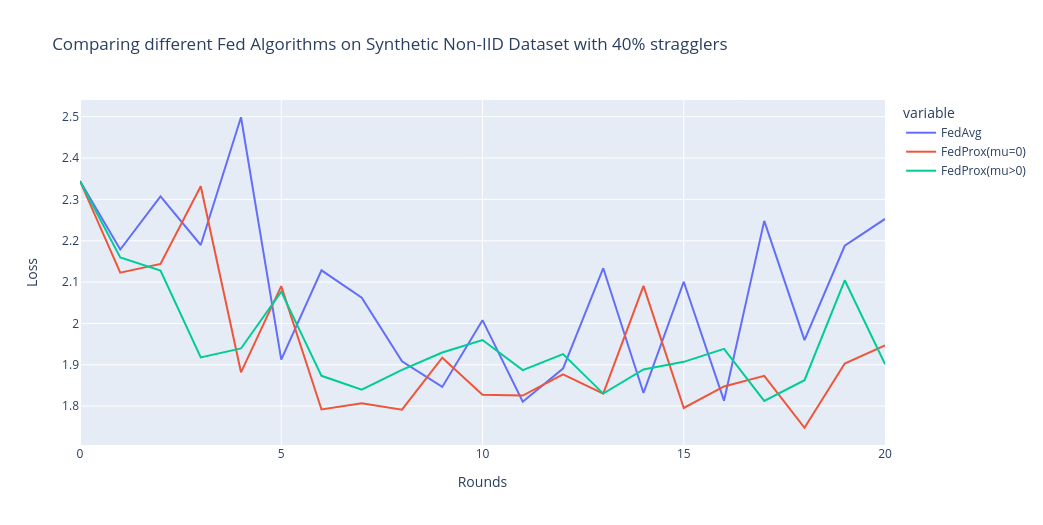 Comparing different Fed Algorithms on Synthetic Non-IID Dataset with 40% stragglers
variable
FedAvg
FedProx(mu=0)
FedProx(mu>0)
Loss
2.5
2.4
2.3
2.2
2.1
2
1.9
1.8
0 5 10 15 20
Rounds